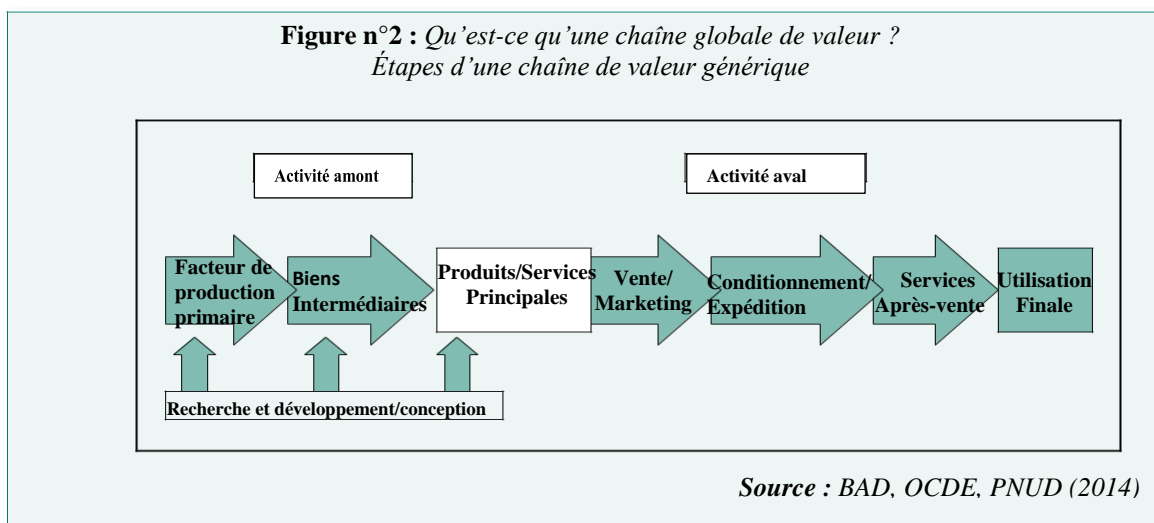 Figure n°2 : Qu’est-ce qu’une chaîne globale de valeur ?
Étapes d’une chaîne de valeur générique
Activité amont
Activité aval
Facteur de
production
primaire
Biens
Intermédiaires
Produits/Services
Principales
Vente/
Marketing
Conditionnement/
Expédition
Services
Après-vente
Utilisation
Finale
Recherche et développement/conception
Source : BAD, OCDE, PNUD (2014)